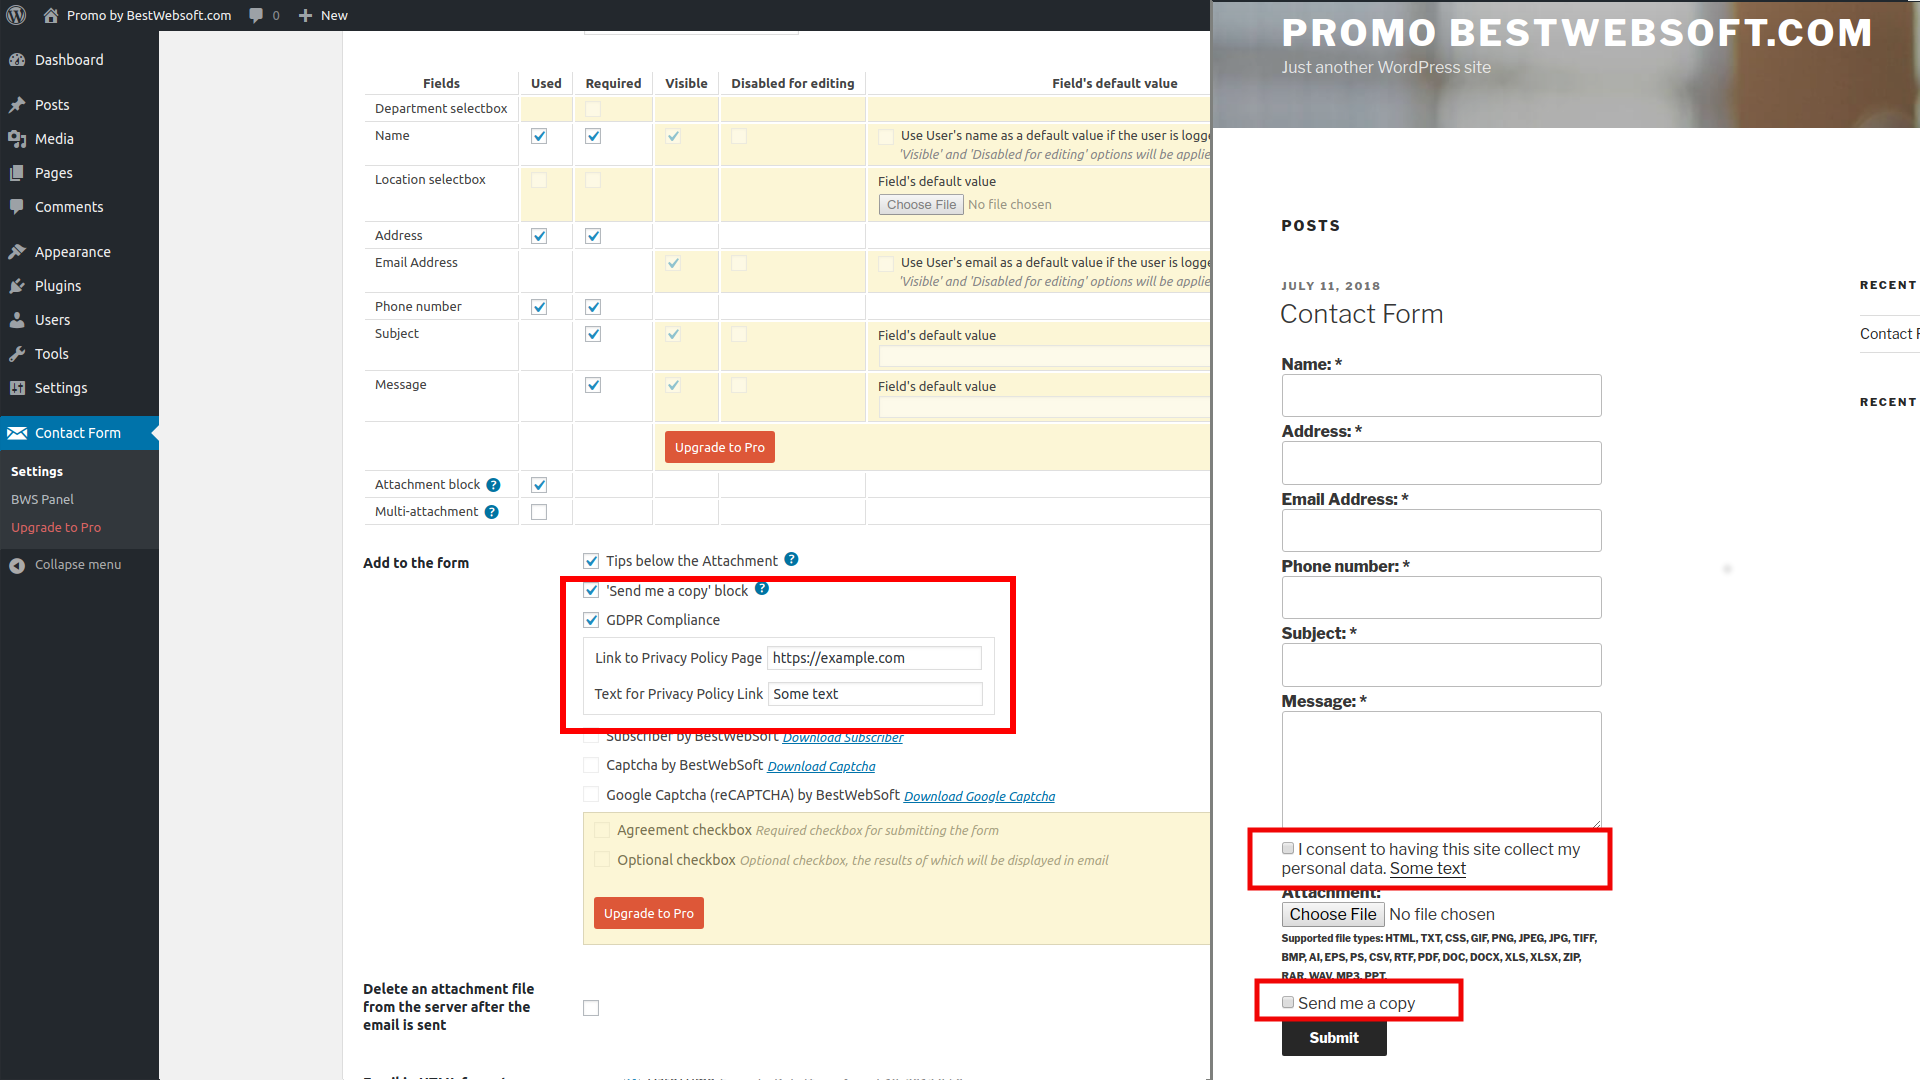 Promo by BestWebsoft.com 0 New
Dashboard
Posts
Media
Pages
Comments
Appearance
Plugins
Users
Tools
Settings
Contact Form
Settings
BWS Panel
Upgrade to Pro
Collapse menu
Fields Used Required Visible Disabled for editing Field's default value
Department selectbox
Name Use User's name as a default value if the user is logge
'Visible' and 'Disabled for editing' options will be applie
Location selectbox Field's default value
Choose File No file chosen
Address
Email Address Use User's email as a default value if the user is logge
'Visible' and 'Disabled for editing' options will be applie
Phone number
Subject Field's default value
Message Field's default value
Upgrade to Pro
Attachment block ?
Multi-attachment ?
Add to the form
Tips below the Attachment ?
'Send me a copy' block ?
GDPR Compliance
Link to Privacy Policy Page https://example.com
Text for Privacy Policy Link Some text
Subscriber by BestWebSoft Download Subscriber
Captcha by BestWebSoft Download Captcha
Google Captcha (reCAPTCHA) by BestWebSoft Download Google Captcha
Agreement checkbox Required checkbox for submitting the form
Optional checkbox Optional checkbox, the results of which will be displayed in email
Upgrade to Pro
Delete an attachment file
from the server after the
email is sent
PROMO BESTWEBSOFT.COM
Just another WordPress site
POSTS
JULY 11, 2018
Contact Form
Name: *
Address: *
Email Address: *
Phone number: *
Subject: *
Message: *
I consent to having this site collect my
personal data. Some text
Attachment:
Choose File No file chosen
Supported file types: HTML, TXT, CSS, GIF, PNG, JPEG, JPG, TIFF,
BMP, AI, EPS, PS, CSV, RTF, PDF, DOC, DOCX, XLS, XLSX, ZIP,
RAR, WAV, MP3, PPT.
Send me a copy
Submit
RECENT
Contact F
RECENT